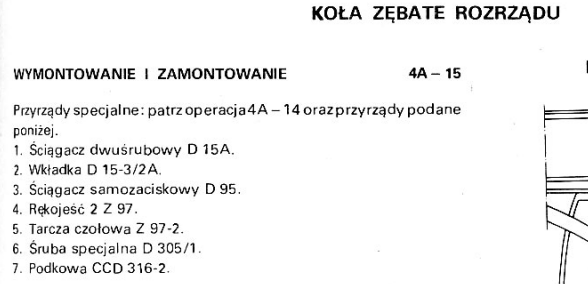 KOŁA ZĘBATE ROZRZĄDU
WYMONTOWANIE I ZAMONTOWANIE 4A – 15
Przyrządy specjalne: patrz operacja 4A – 14 oraz przyrządy podane
poniżej.
1. Ściągacz dwuśrubowy D 15A.
2. Wkładka D 15-3/2A.
3. Ściągacz samozaciskowy D 95.
4. Rękojeść 2 Z 97.
5. Tarcza czołowa Z 97-2.
6. Śruba specjalna D 305/1.
7. Podkowa CCD 316-2.